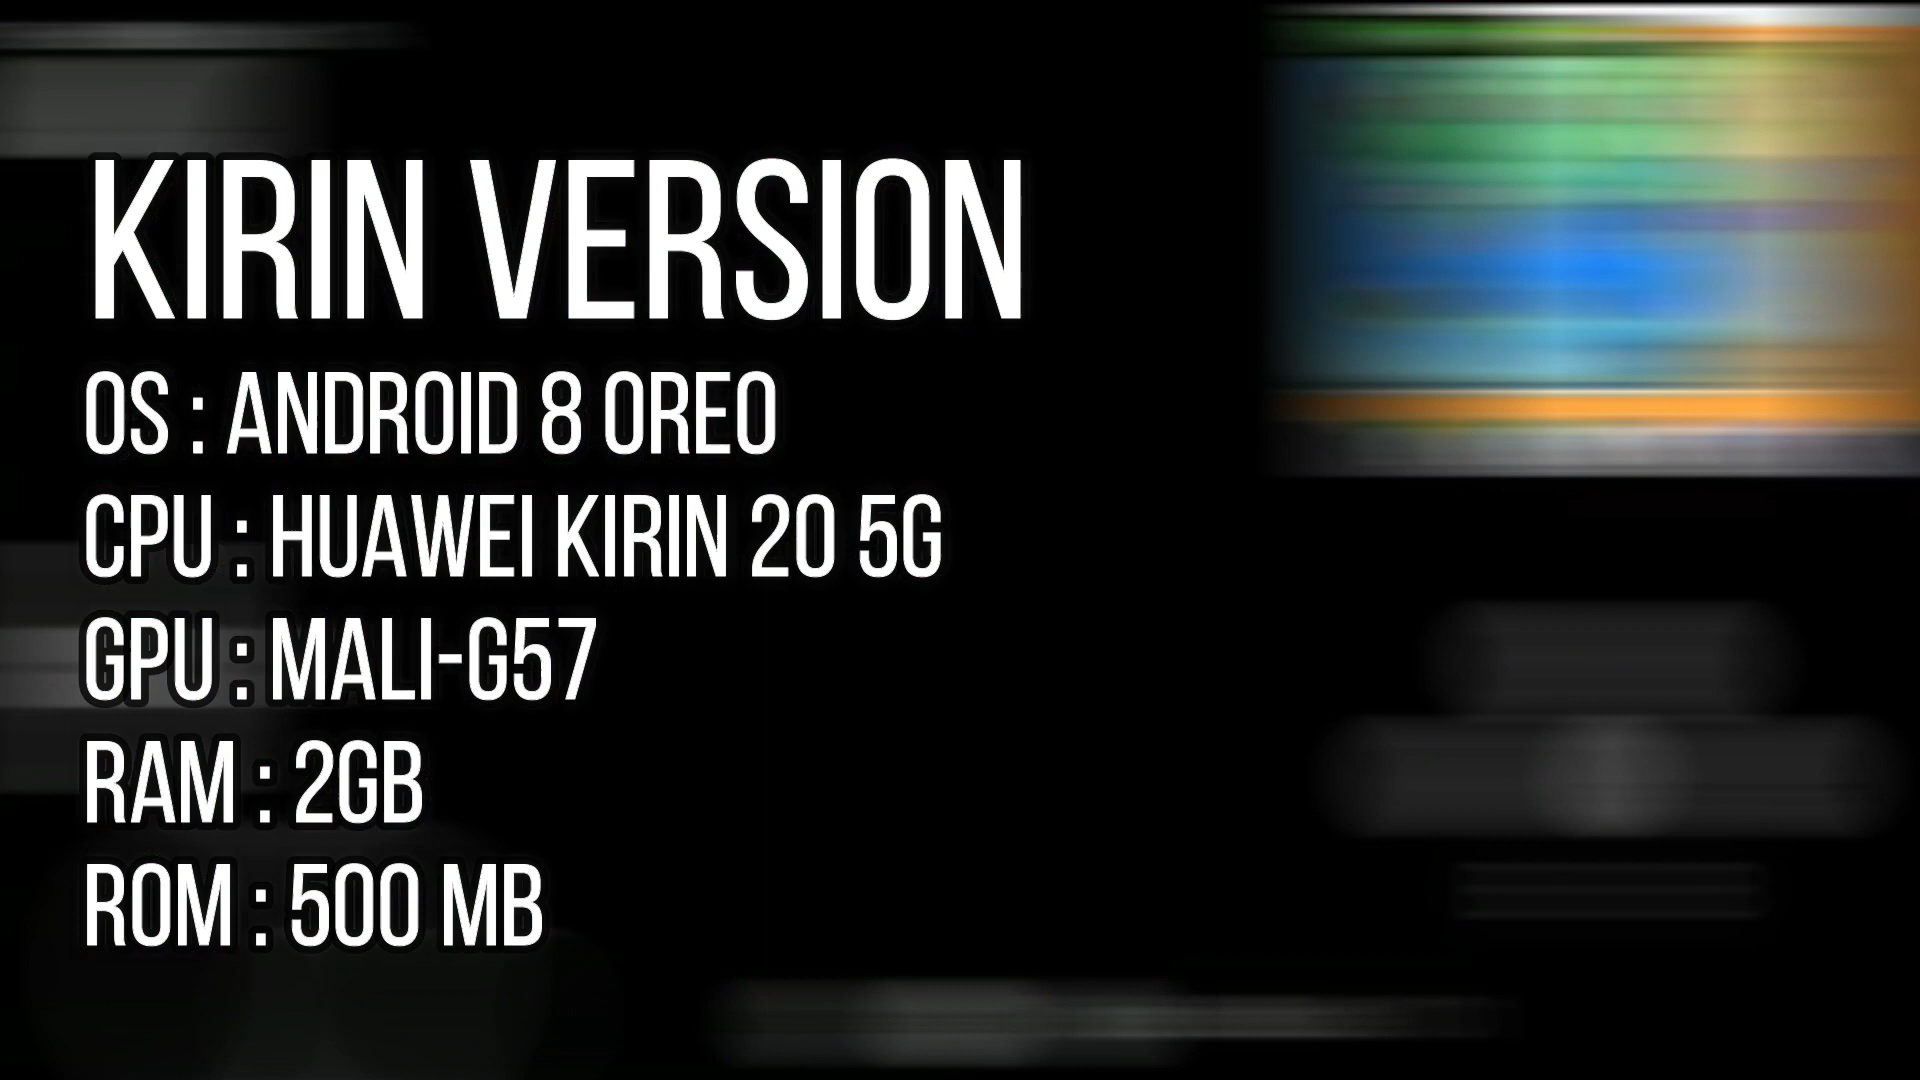 KIRIN VERSION
OS : ANDROID 8 OREO
CPU : HUAWEI KIRIN 20 5G
GPU : MALI-G57
RAM : 2GB
ROM : 500 MB